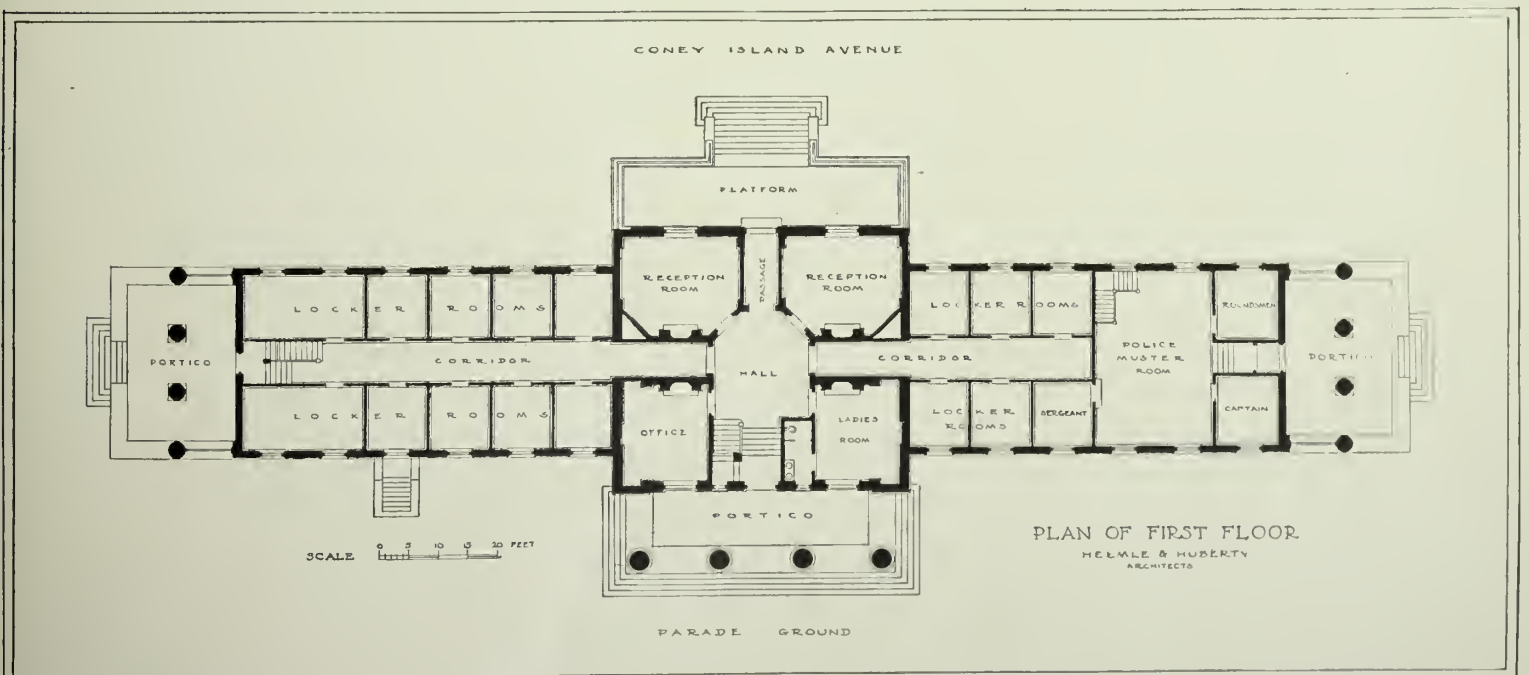 CONEY ISLAND AVENUE
PLATFORM
RECEPTION
ROOM
PASSAGE
RECEPTION
ROOM
LOCKER ROOMS
LOCKER ROOMS
ROUNDSMEN
PORTICO
CORRIDOR
HALL
CORRIDOR
POLICE
MUSTER
ROOM
PORTICO
LOCKER ROOMS
OFFICE
LADIES
ROOM
LOCKER
ROOMS
SERGEANT
CAPTAIN
PORTICO
SCALE 0 5 10 15 20 FEET
PLAN OF FIRST FLOOR
HELMLE & HUBERTY
ARCHITECTS
PARADE GROUND